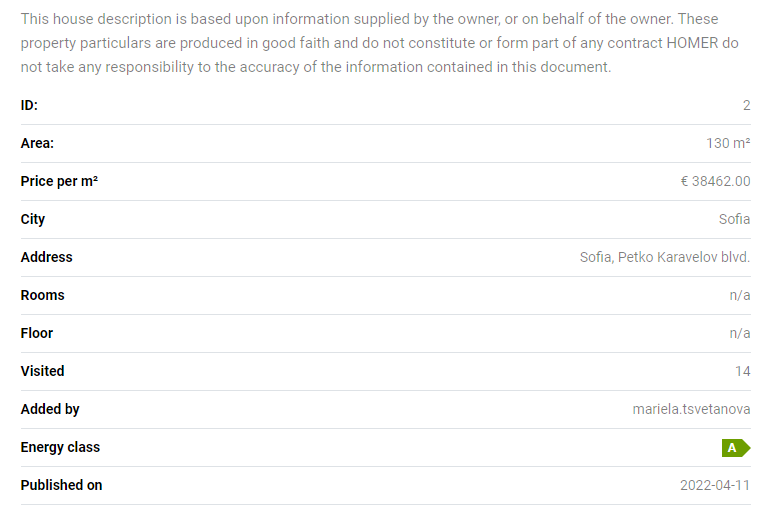 This house description is based upon information supplied by the owner, or on behalf of the owner. These
property particulars are produced in good faith and do not constitute or form part of any contract HOMER do
not take any responsibility to the accuracy of the information contained in this document.
ID: 2
Area: 130 m²
Price per m² € 38462.00
City Sofia
Address Sofia, Petko Karavelov blvd.
Rooms n/a
Floor n/a
Visited 14
Added by mariela.tsvetanova
Energy class A
Published on 2022-04-11